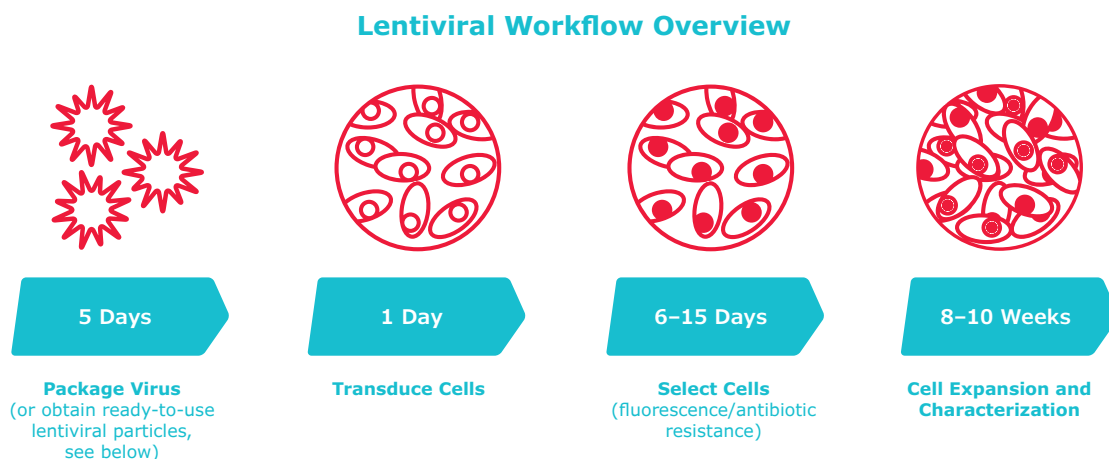 Lentiviral Workflow Overview
5 Days
1 Day
6–15 Days
8–10 Weeks
Package Virus
(or obtain ready-to-use
lentiviral particles,
see below)
Transduce Cells
Select Cells
(fluorescence/antibiotic
resistance)
Cell Expansion and
Characterization